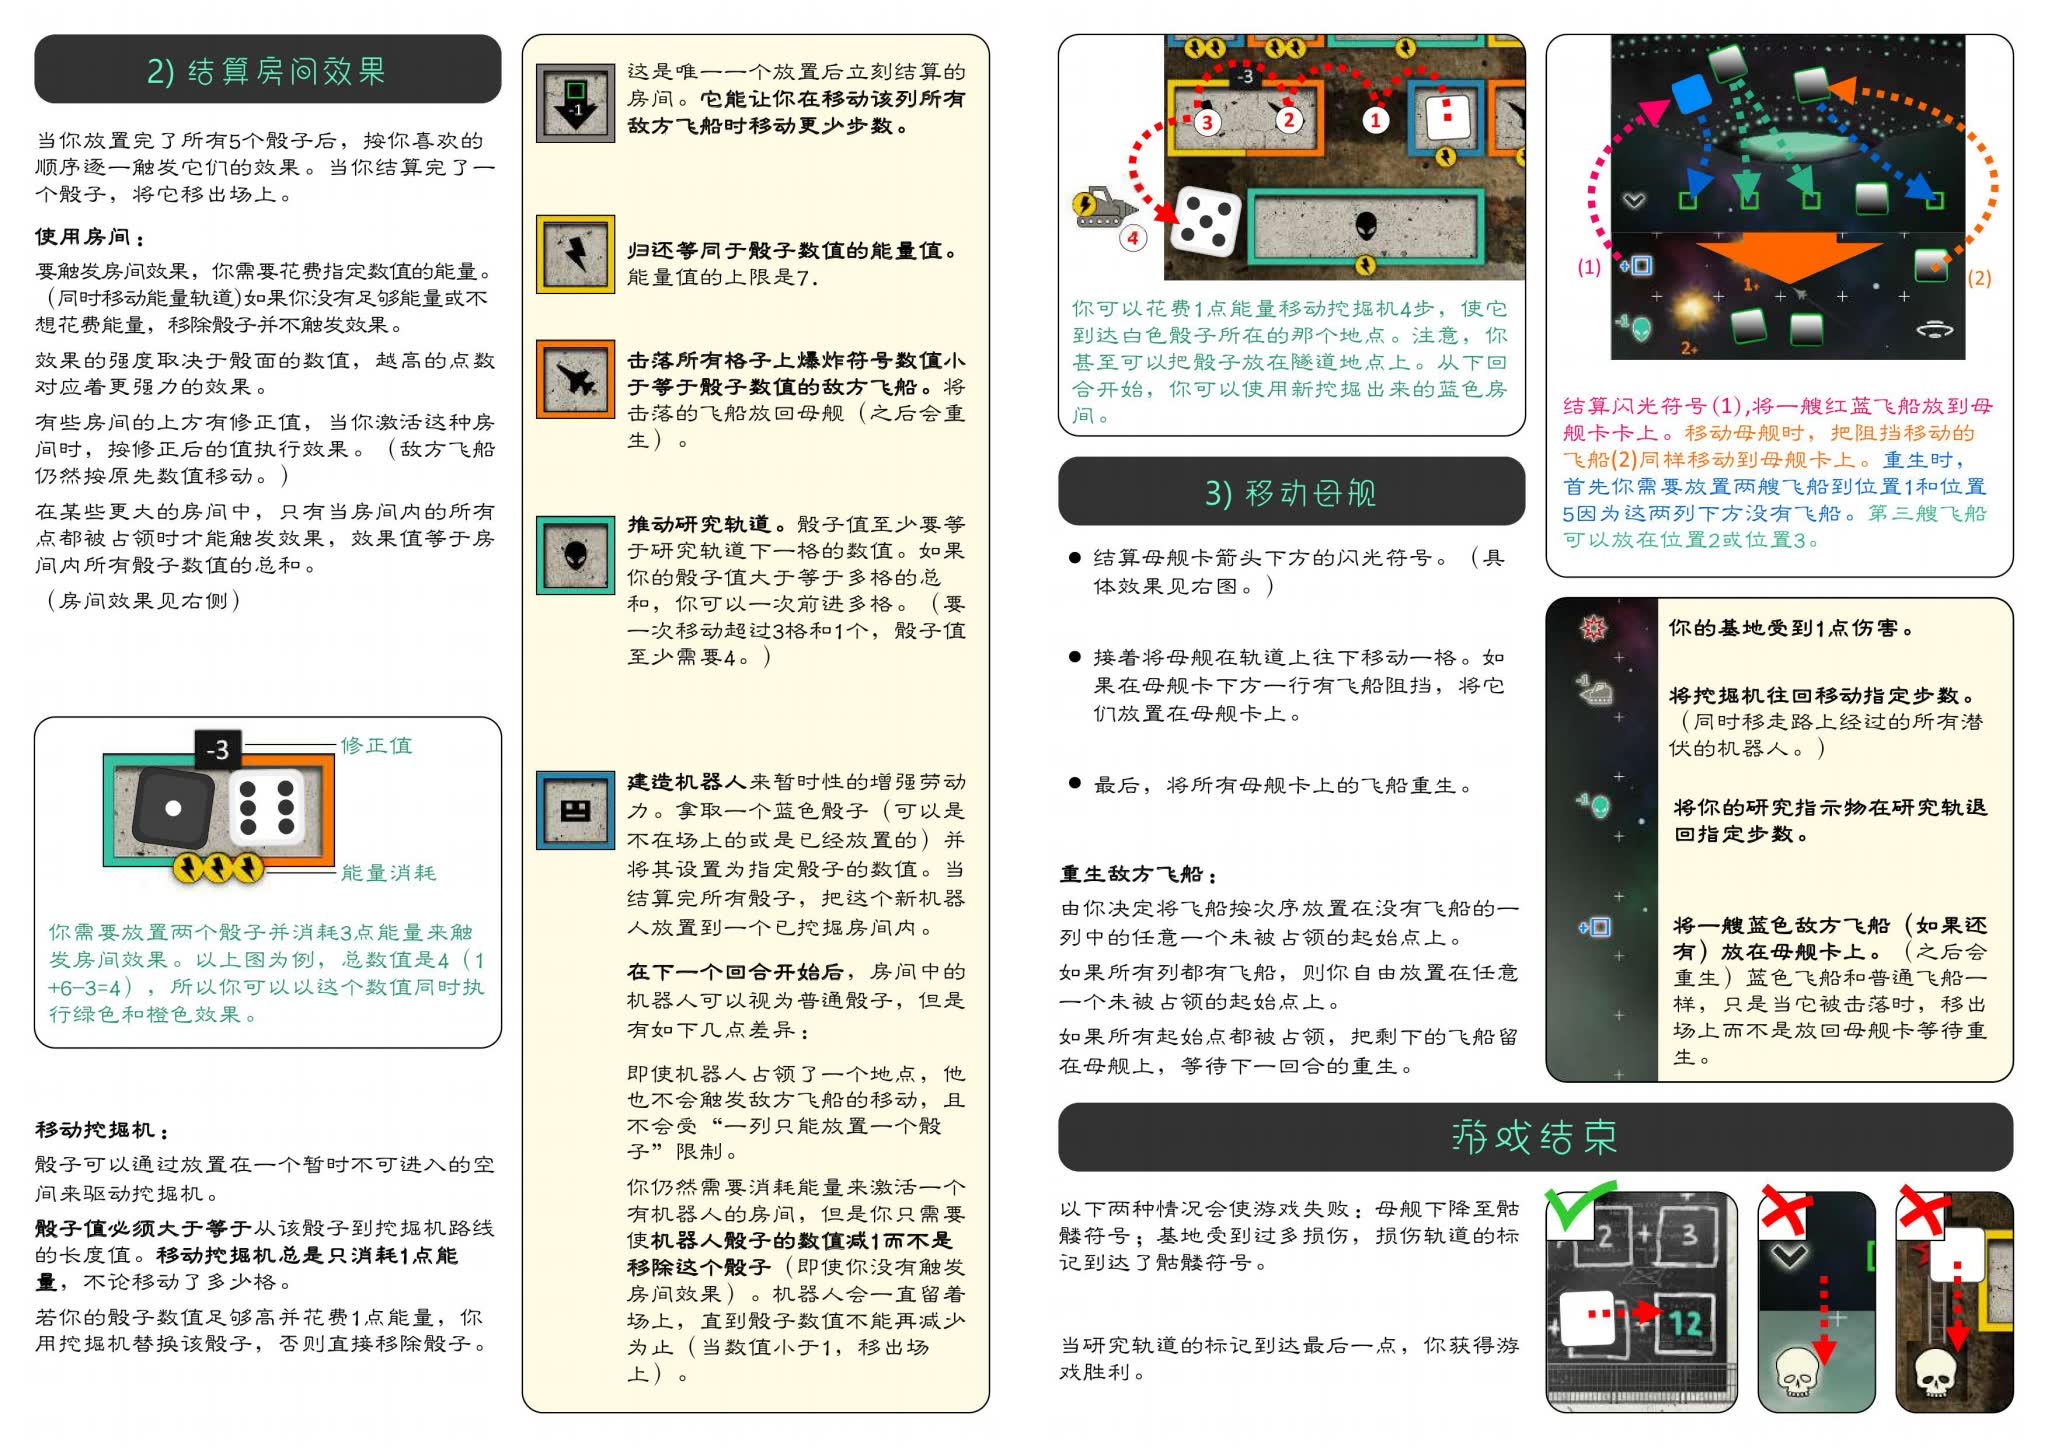 2) 结算房间效果
当你放置完了所有5个骰子后，按你喜欢的
顺序逐一触发它们的效果。当你结算完了一
个骰子，将它移出场上。
使用房间：
要触发房间效果，你需要花费指定数值的能量。
（同时移动能量轨道)如果你没有足够能量或不
想花费能量，移除骰子并不触发效果。
效果的强度取决于骰面的数值，越高的点数
对应着更强力的效果。
有些房间的上方有修正值，当你激活这种房
间时，按修正后的值执行效果。（敌方飞船
仍然按原先数值移动。）
在某些更大的房间中，只有当房间内的所有
点都被占领时才能触发效果，效果值等于房
间内所有骰子数值的总和。
（房间效果见右侧）
-3
修正值
能量消耗
你需要放置两个骰子并消耗3点能量来触
发房间效果。以上图为例，总数值是4（1
+6-3=4），所以你可以以这个数值同时执
行绿色和橙色效果。
移动挖掘机：
骰子可以通过放置在一个暂时不可进入的空
间来驱动挖掘机。
骰子值必须大于等于从该骰子到挖掘机路线
的长度值。移动挖掘机总是只消耗1点能
量，不论移动了多少格。
若你的骰子数值足够高并花费1点能量，你
用挖掘机替换该骰子，否则直接移除骰子。
-1
这是唯一一个放置后立刻结算的
房间。它能让你在移动该列所有
敌方飞船时移动更少步数。
归还等同于骰子数值的能量值。
能量值的上限是7.
击落所有格子上爆炸符号数值小
于等于骰子数值的敌方飞船。将
击落的飞船放回母舰（之后会重
生）。
推动研究轨道。骰子值至少要等
于研究轨道下一格的数值。如果
你的骰子值大于等于多格的总
和，你可以一次前进多格。（要
一次移动超过3格和1个，骰子值
至少需要4。）
建造机器人来暂时性的增强劳动
力。拿取一个蓝色骰子（可以是
不在场上的或是已经放置的）并
将其设置为指定骰子的数值。当
结算完所有骰子，把这个新机器
人放置到一个已挖掘房间内。
在下一个回合开始后，房间中的
机器人可以视为普通骰子，但是
有如下几点差异：
即使机器人占领了一个地点，他
也不会触发敌方飞船的移动，且
不会受“一列只能放置一个骰
子”限制。
你仍然需要消耗能量来激活一个
有机器人的房间，但是你只需要
使机器人骰子的数值减1而不是
移除这个骰子（即使你没有触发
房间效果）。机器人会一直留着
场上，直到骰子数值不能再减少
为止（当数值小于1，移出场
上）。
-3
3
2
1
4
你可以花费1点能量移动挖掘机4步，使它
到达白色骰子所在的那个地点。注意，你
甚至可以把骰子放在隧道地点上。从下回
合开始，你可以使用新挖掘出来的蓝色房
间。
3) 移动母舰
● 结算母舰卡箭头下方的闪光符号。（具
体效果见右图。）
● 接着将母舰在轨道上往下移动一格。如
果在母舰卡下方一行有飞船阻挡，将它
们放置在母舰卡上。
● 最后，将所有母舰卡上的飞船重生。
重生敌方飞船：
由你决定将飞船按次序放置在没有飞船的一
列中的任意一个未被占领的起始点上。
如果所有列都有飞船，则你自由放置在任意
一个未被占领的起始点上。
如果所有起始点都被占领，把剩下的飞船留
在母舰上，等待下一回合的重生。
(1)
+
1+
(2)
-1
2+
结算闪光符号(1),将一艘红蓝飞船放到母
舰卡卡上。移动母舰时，把阻挡移动的
飞船(2)同样移动到母舰卡上。重生时，
首先你需要放置两艘飞船到位置1和位置
5因为这两列下方没有飞船。第三艘飞船
可以放在位置2或位置3。
你的基地受到1点伤害。
-1
将挖掘机往回移动指定步数。
（同时移走路上经过的所有潜
伏的机器人。）
-1
将你的研究指示物在研究轨退
回指定步数。
+
将一艘蓝色敌方飞船（如果还
有）放在母舰卡上。（之后会
重生）蓝色飞船和普通飞船一
样，只是当它被击落时，移出
场上而不是放回母舰卡等待重
生。
游戏结束
以下两种情况会使游戏失败：母舰下降至骷
髅符号；基地受到过多损伤，损伤轨道的标
记到达了骷髅符号。
当研究轨道的标记到达最后一点，你获得游
戏胜利。
2 + 3
+ 12